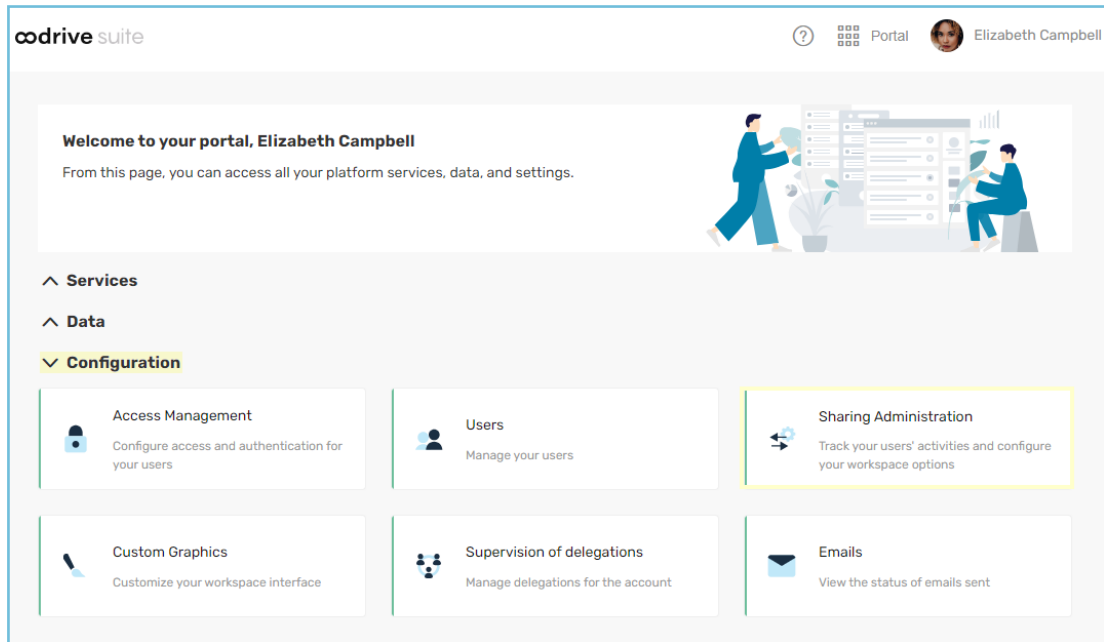 oodrive suite
Portal
Elizabeth Campbell
Welcome to your portal, Elizabeth Campbell
From this page, you can access all your platform services, data, and settings.
Services
Data
Configuration
Access Management
Configure access and authentication for
your users
Users
Manage your users
Sharing Administration
Track your users' activities and configure
your workspace options
Custom Graphics
Customize your workspace interface
Supervision of delegations
Manage delegations for the account
Emails
View the status of emails sent